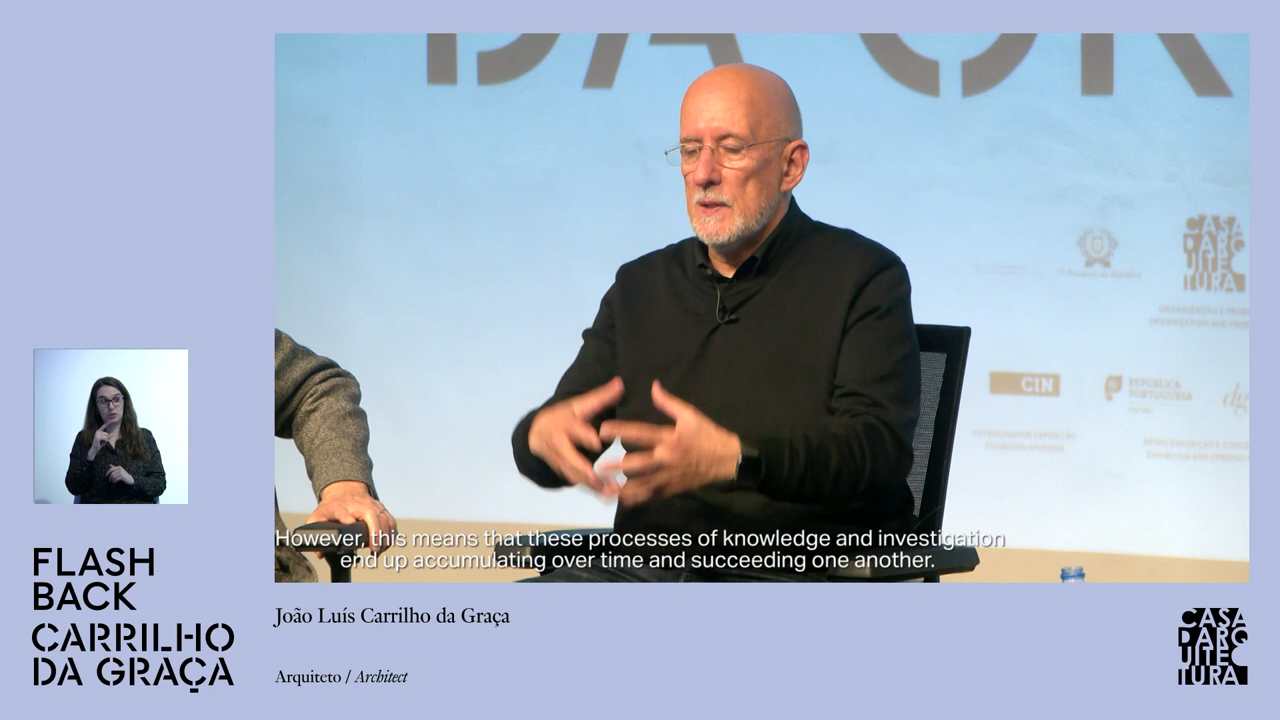 DA GR
CASA
DARQ
UITEC
TURA
CIN
REPÚBLICA
PORTUGUESA
However, this means that these processes of knowledge and investigation
end up accumulating over time and succeeding one another.
FLASH
BACK
CARRILHO
DA GRAÇA
João Luís Carrilho da Graça
Arquiteto / Architect
CASA
DARQ
UITEC
TURA